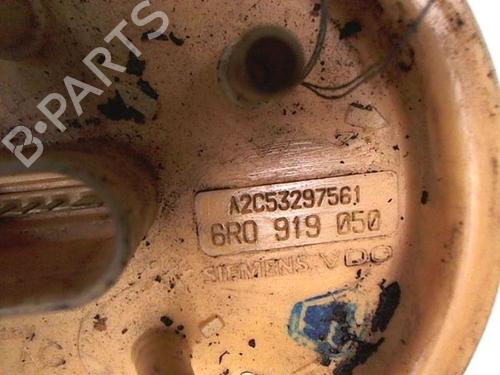 B-PARTS
A2C53297561
6R0 919 050
SIEMENS VDO